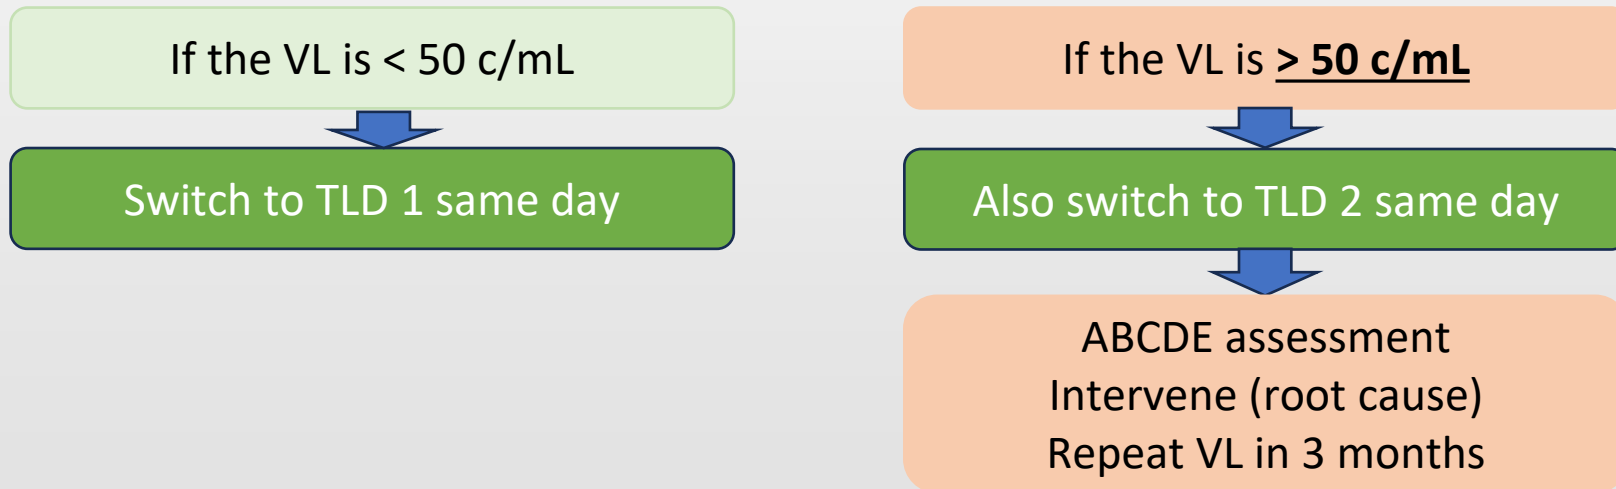 If the VL is < 50 c/mL
Switch to TLD 1 same day
If the VL is > 50 c/mL
Also switch to TLD 2 same day
ABCDE assessment
Intervene (root cause)
Repeat VL in 3 months